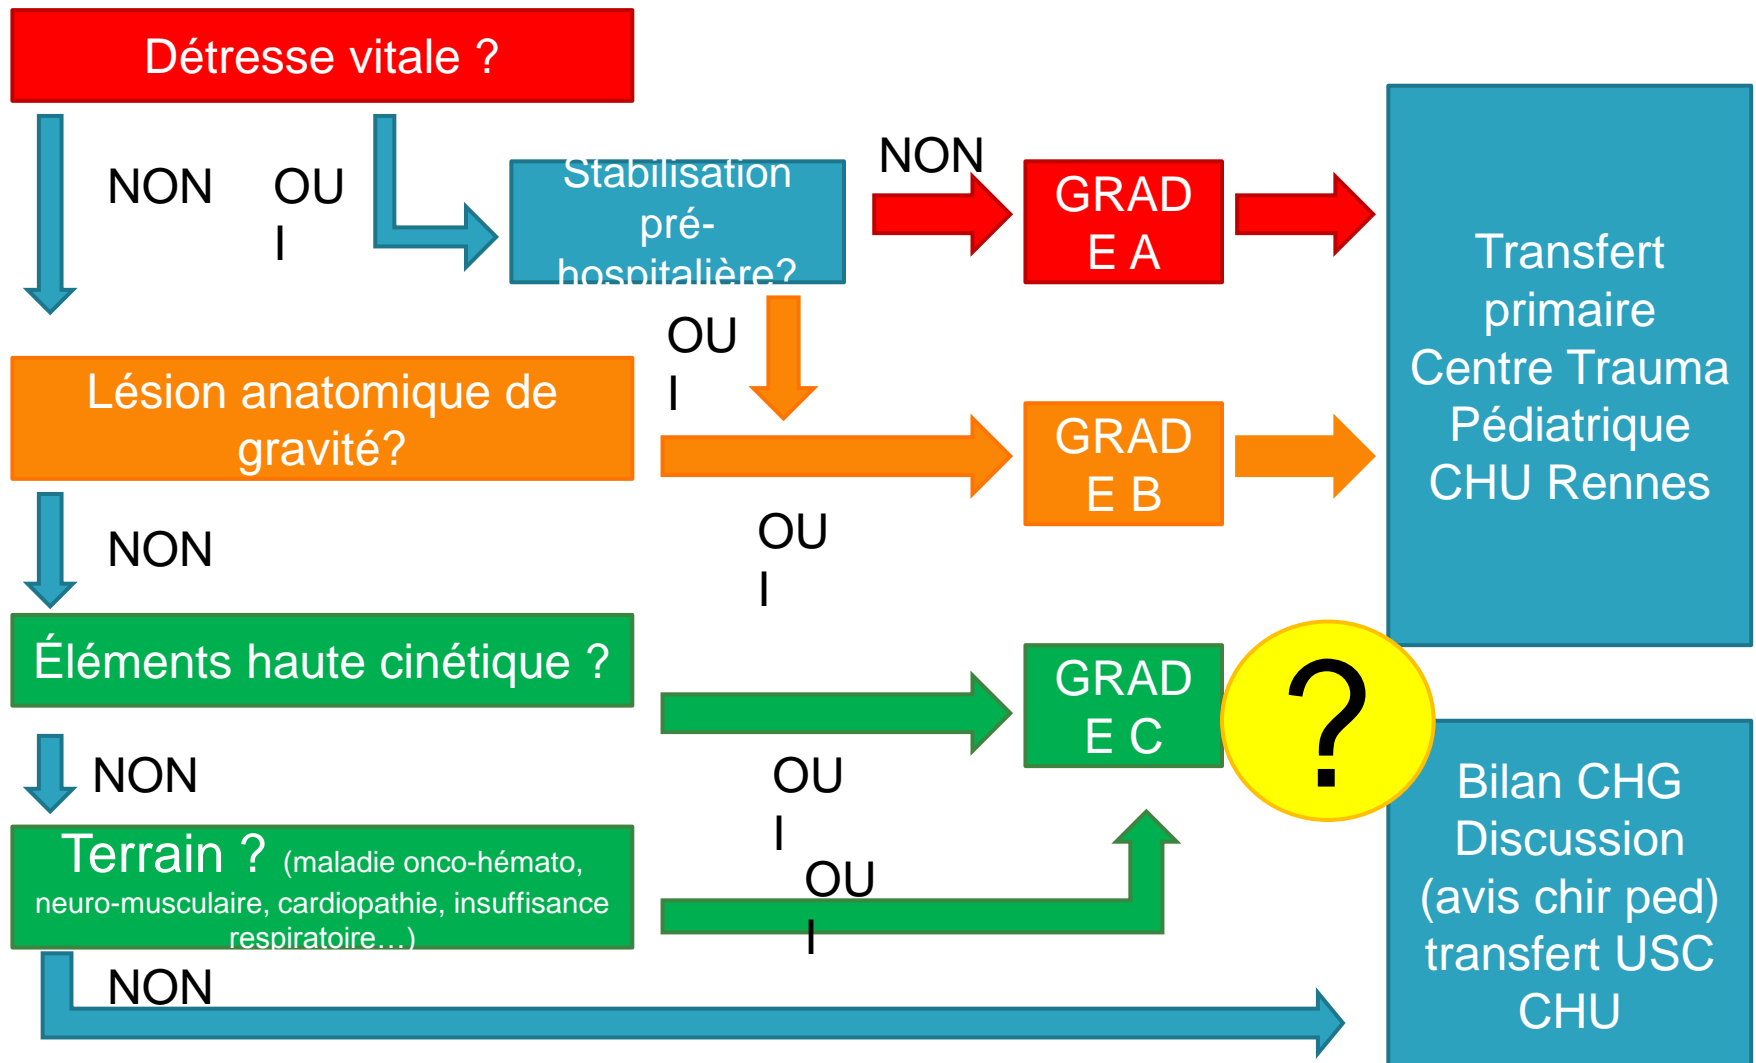 Détresse vitale ?
NON
OU
I
Stabilisation
pré-
hospitalière?
NON
GRAD
E A
Transfert
primaire
Centre Trauma
Pédiatrique
CHU Rennes
OU
I
Lésion anatomique de
gravité?
GRAD
E B
OU
I
NON
Éléments haute cinétique ?
GRAD
E C
?
OU
I
NON
Terrain ? (maladie onco-hémato,
neuro-musculaire, cardiopathie, insuffisance
respiratoire…)
OU
I
NON
Bilan CHG
Discussion
(avis chir ped)
transfert USC
CHU